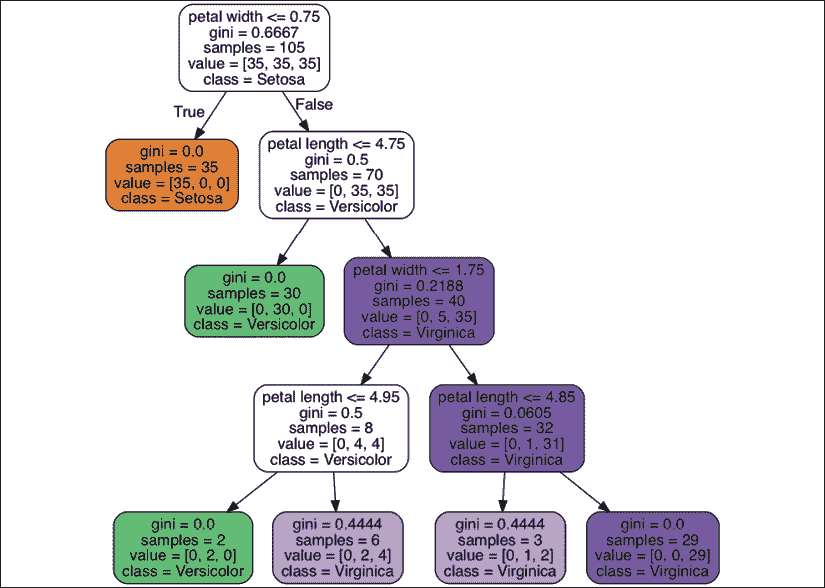 petal width <= 0.75
gini = 0.6667
samples = 105
value = [35, 35, 35]
class = Setosa
True
False
gini = 0.0
samples = 35
value = [35, 0, 0]
class = Setosa
petal length <= 4.75
gini = 0.5
samples = 70
value = [0, 35, 35]
class = Versicolor
gini = 0.0
samples = 30
value = [0, 30, 0]
class = Versicolor
petal width <= 1.75
gini = 0.2188
samples = 40
value = [0, 5, 35]
class = Virginica
petal length <= 4.95
gini = 0.5
samples = 8
value = [0, 4, 4]
class = Versicolor
petal length <= 4.85
gini = 0.0605
samples = 32
value = [0, 1, 31]
class = Virginica
gini = 0.0
samples = 2
value = [0, 2, 0]
class = Versicolor
gini = 0.4444
samples = 6
value = [0, 2, 4]
class = Virginica
gini = 0.4444
samples = 3
value = [0, 1, 2]
class = Virginica
gini = 0.0
samples = 29
value = [0, 0, 29]
class = Virginica